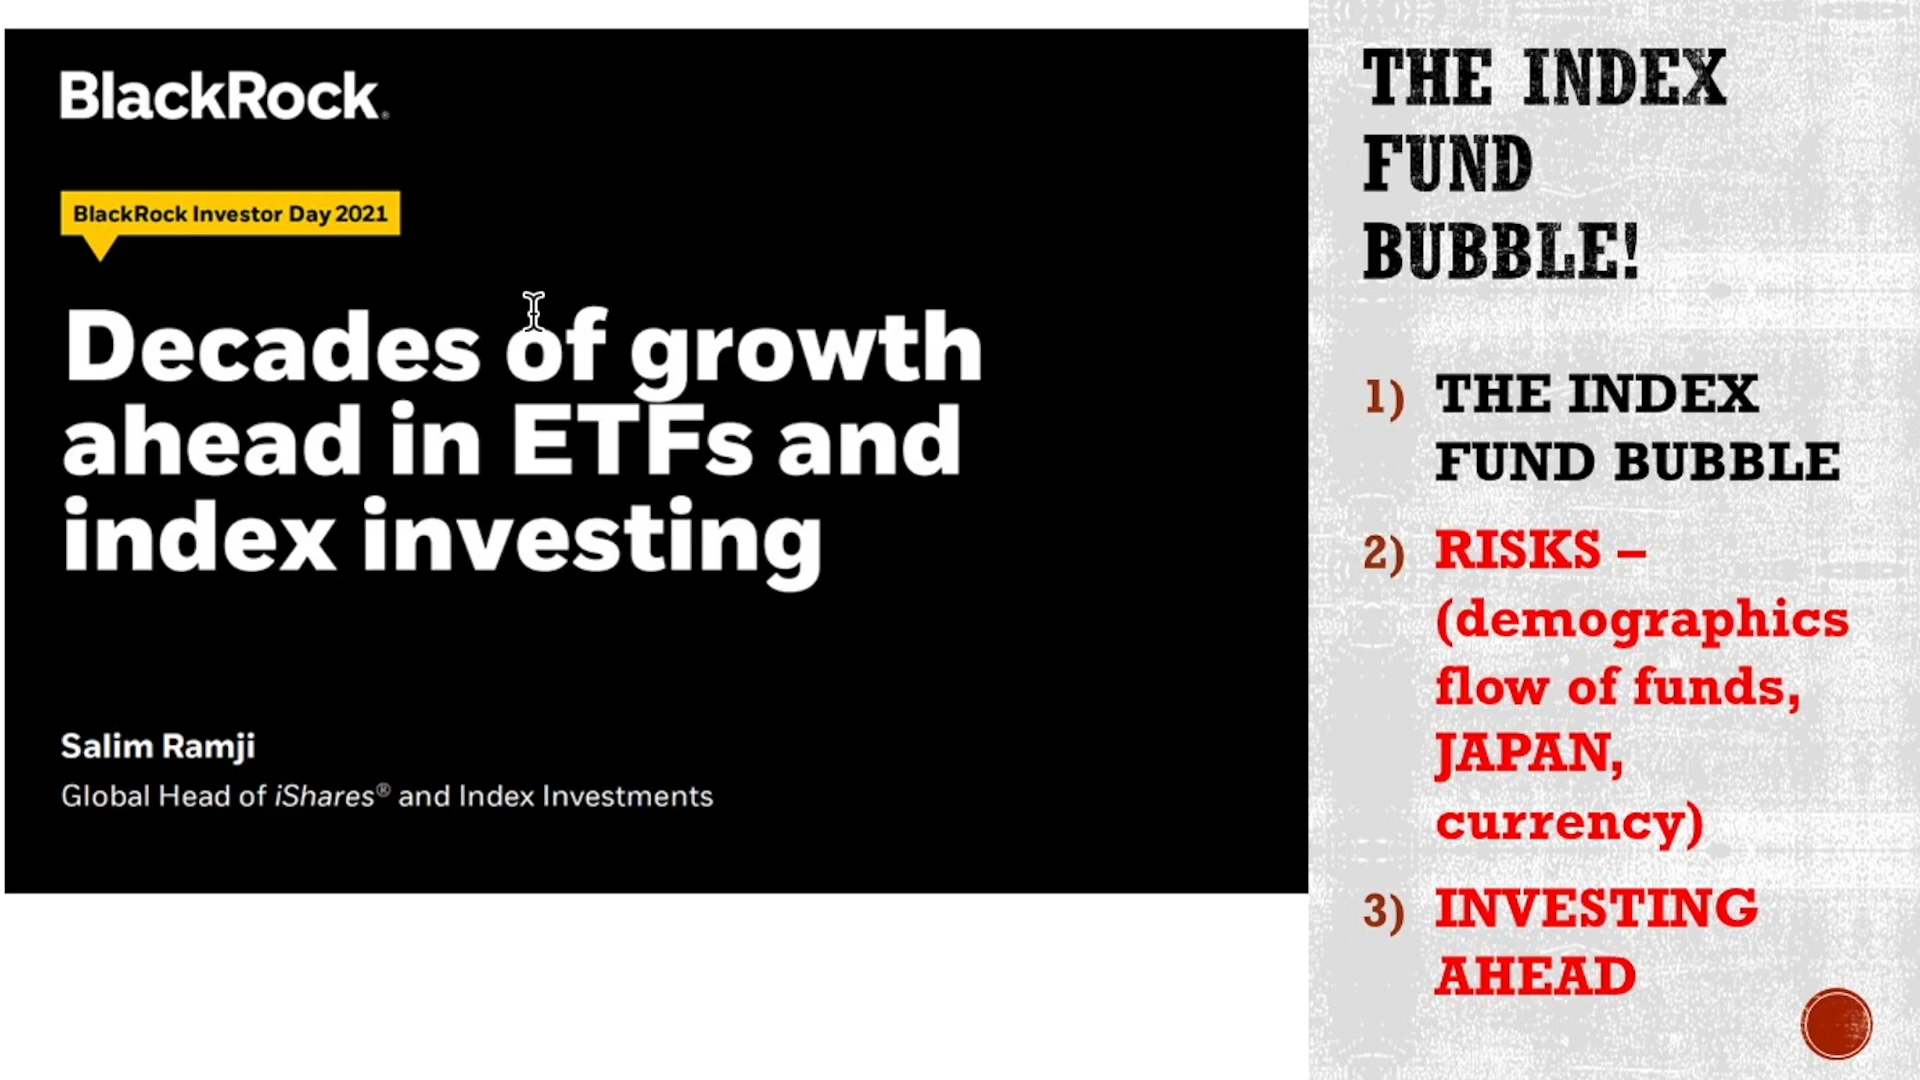 BlackRock.
BlackRock Investor Day 2021
Decades of growth
ahead in ETFs and
index investing
Salim Ramji
Global Head of iShares® and Index Investments
THE INDEX
FUND
BUBBLE!
1) THE INDEX
FUND BUBBLE
2) RISKS –
(demographics
flow of funds,
JAPAN,
currency)
3) INVESTING
AHEAD